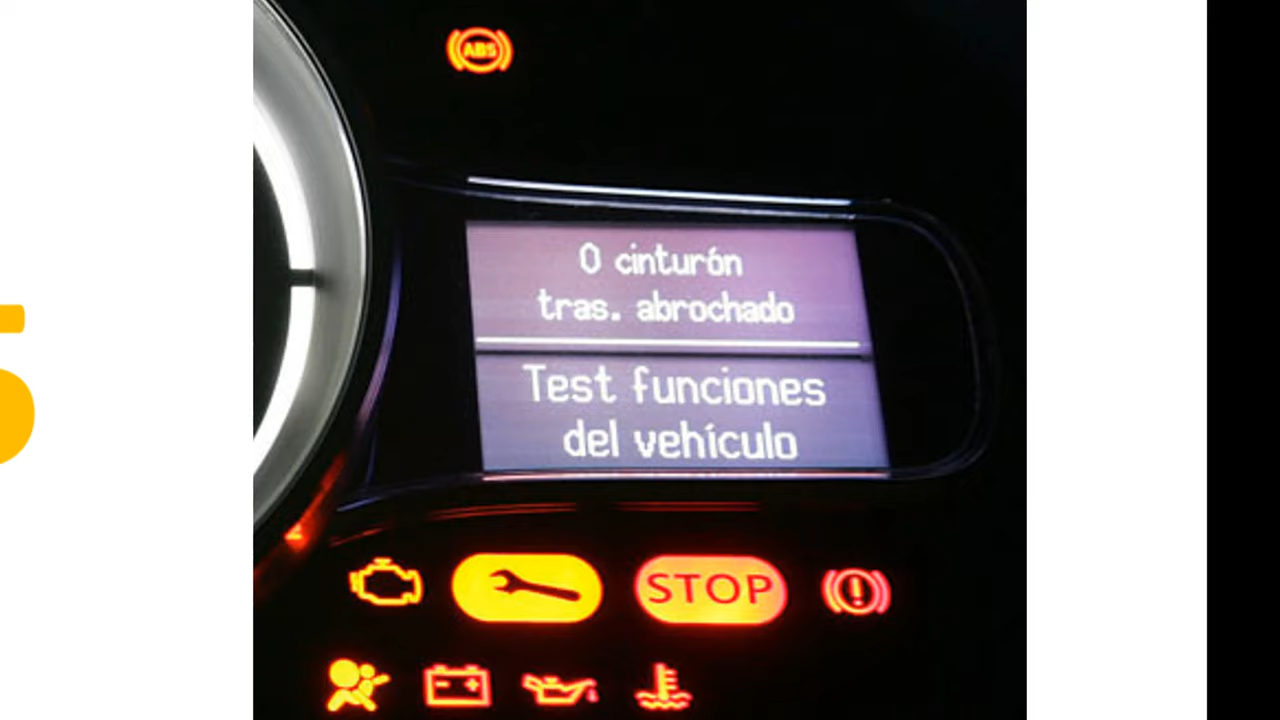 ABS
0 cinturón
tras. abrochado
Test funciones
del vehículo
STOP